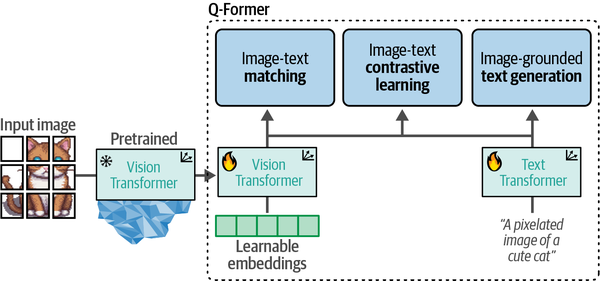 Q-Former
Image-text
matching
Image-text
contrastive
learning
Image-grounded
text generation
Input image
Pretrained
Vision
Transformer
Vision
Transformer
Text
Transformer
Learnable
embeddings
"A pixelated
image of a
cute cat"